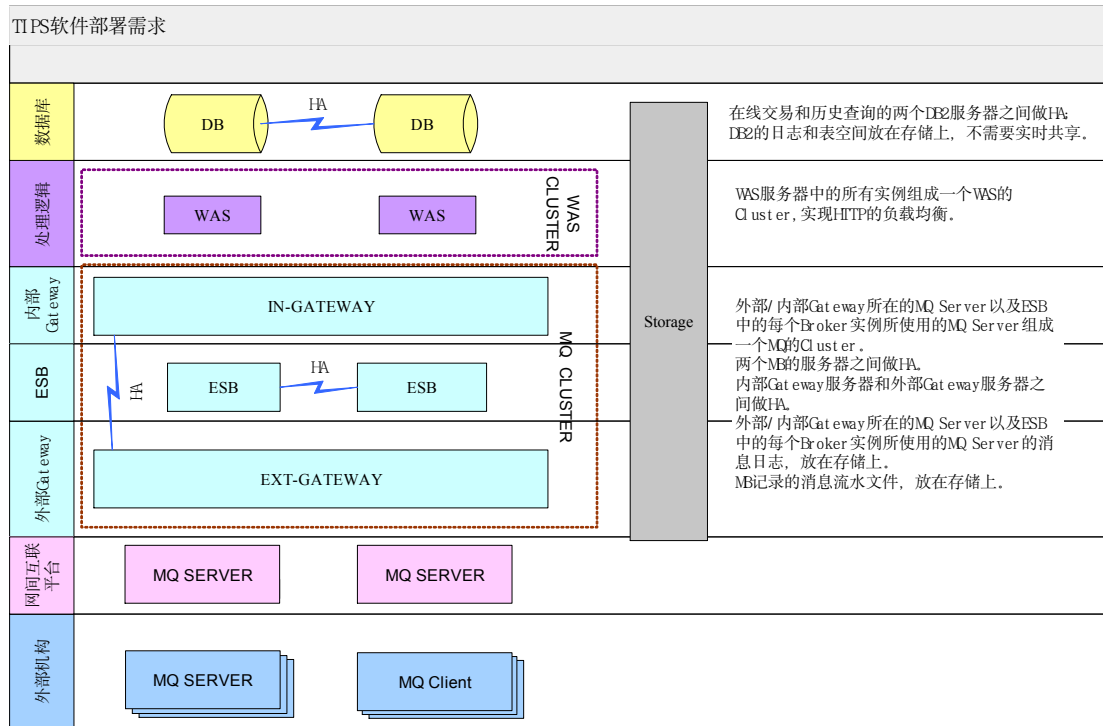 TIPS软件部署需求
数据库
DB
HA
DB
在线交易和历史查询的两个DB2服务器之间做HA;
DB2的日志和表空间放在存储上，不需要实时共享。
处理逻辑
WAS
WAS
WAS
CLUSTER
WAS服务器中的所有实例组成一个WAS的
Cluster,实现HTTP的负载均衡。
Storage
内部
Gateway
IN-GATEWAY
MQ CLUSTER
HA
ESB
ESB
HA
ESB
外部Gateway
EXT-GATEWAY
外部/内部Gateway所在的MQ Server以及ESB
中的每个Broker实例所使用的MQ Server组成
一个MQ的Cluster。
两个MB的服务器之间做HA。
内部Gateway服务器和外部Gateway服务器之
间做HA。
外部/内部Gateway所在的MQ Server以及ESB
中的每个Broker实例所使用的MQ Server的消
息日志，放在存储上。
MB记录的消息流水文件，放在存储上。
网间互联
平台
MQ SERVER
MQ SERVER
外部机构
MQ SERVER
MQ Client